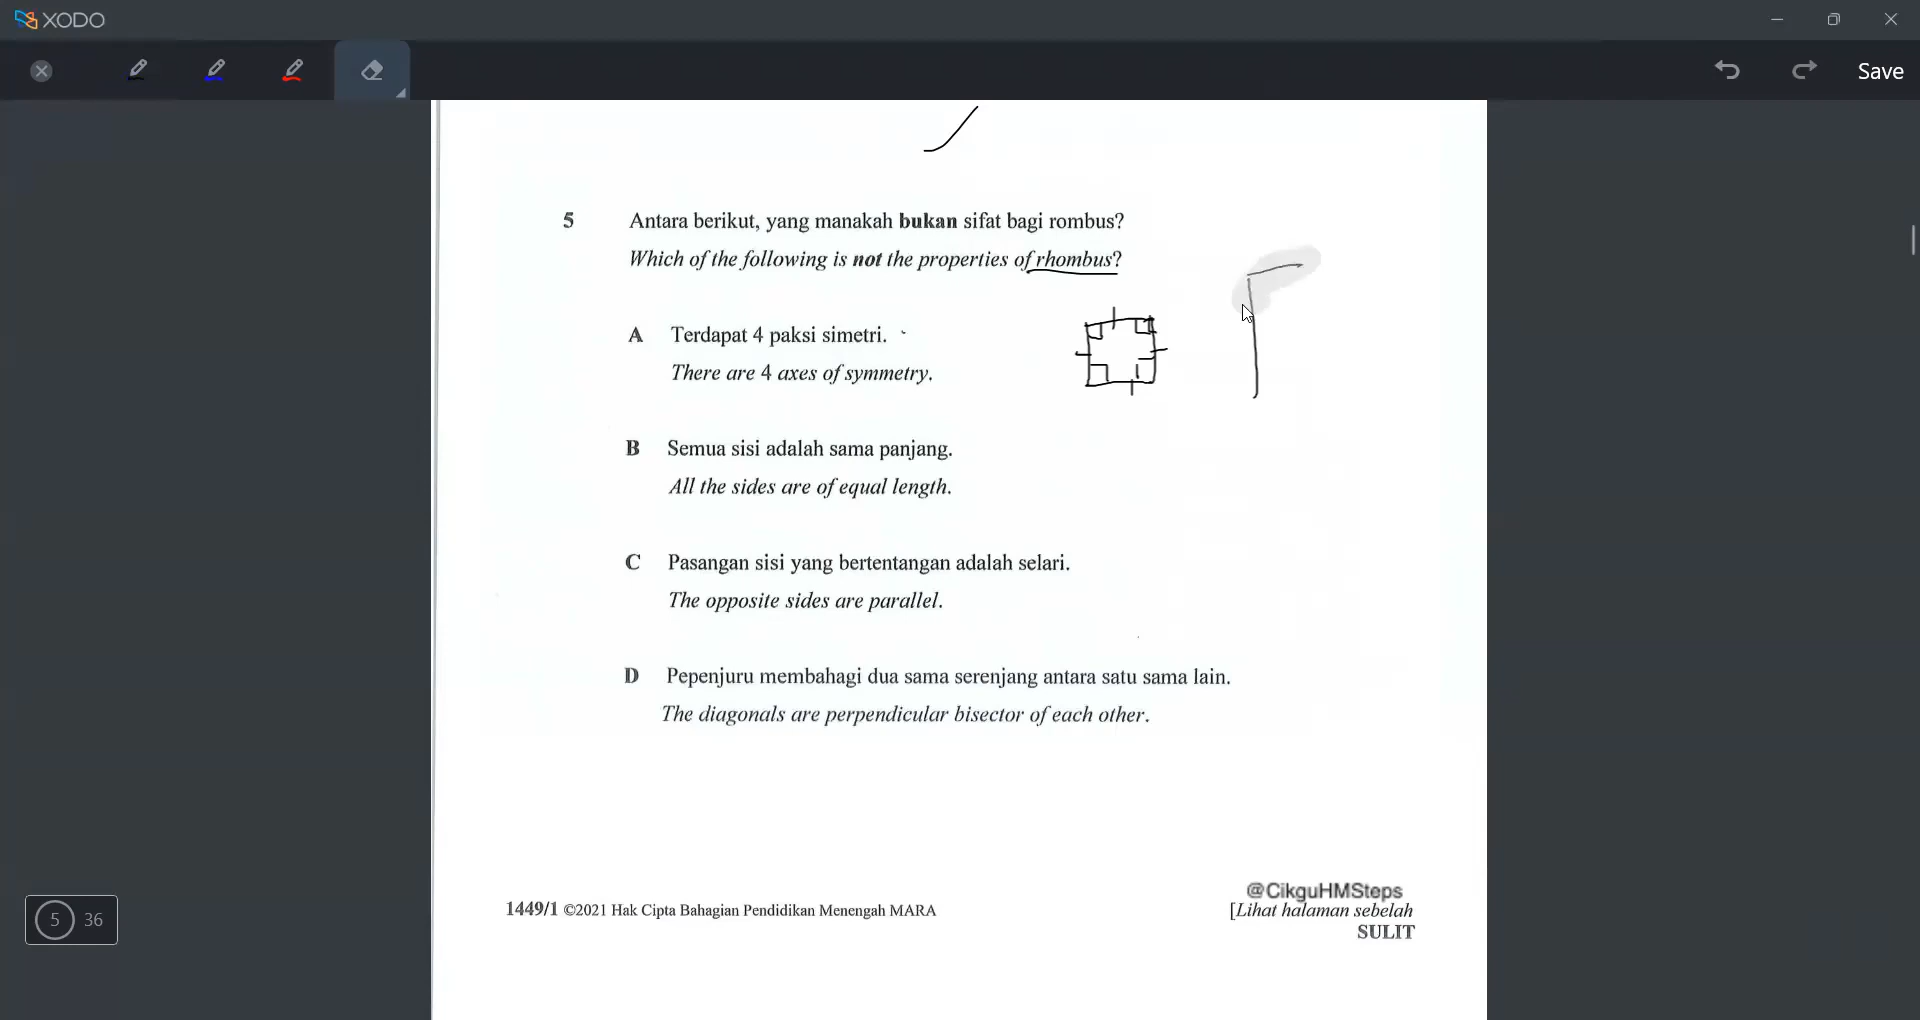 XODO
Save
5 Antara berikut, yang manakah bukan sifat bagi rombus?
Which of the following is not the properties of rhombus?
A Terdapat 4 paksi simetri.
There are 4 axes of symmetry.
B Semua sisi adalah sama panjang.
All the sides are of equal length.
C Pasangan sisi yang bertentangan adalah selari.
The opposite sides are parallel.
D Pepenjuru membahagi dua sama serenjang antara satu sama lain.
The diagonals are perpendicular bisector of each other.
@CikguHMSteps
1449/1 ©2021 Hak Cipta Bahagian Pendidikan Menengah MARA [Lihat halaman sebelah
SULIT
5 36